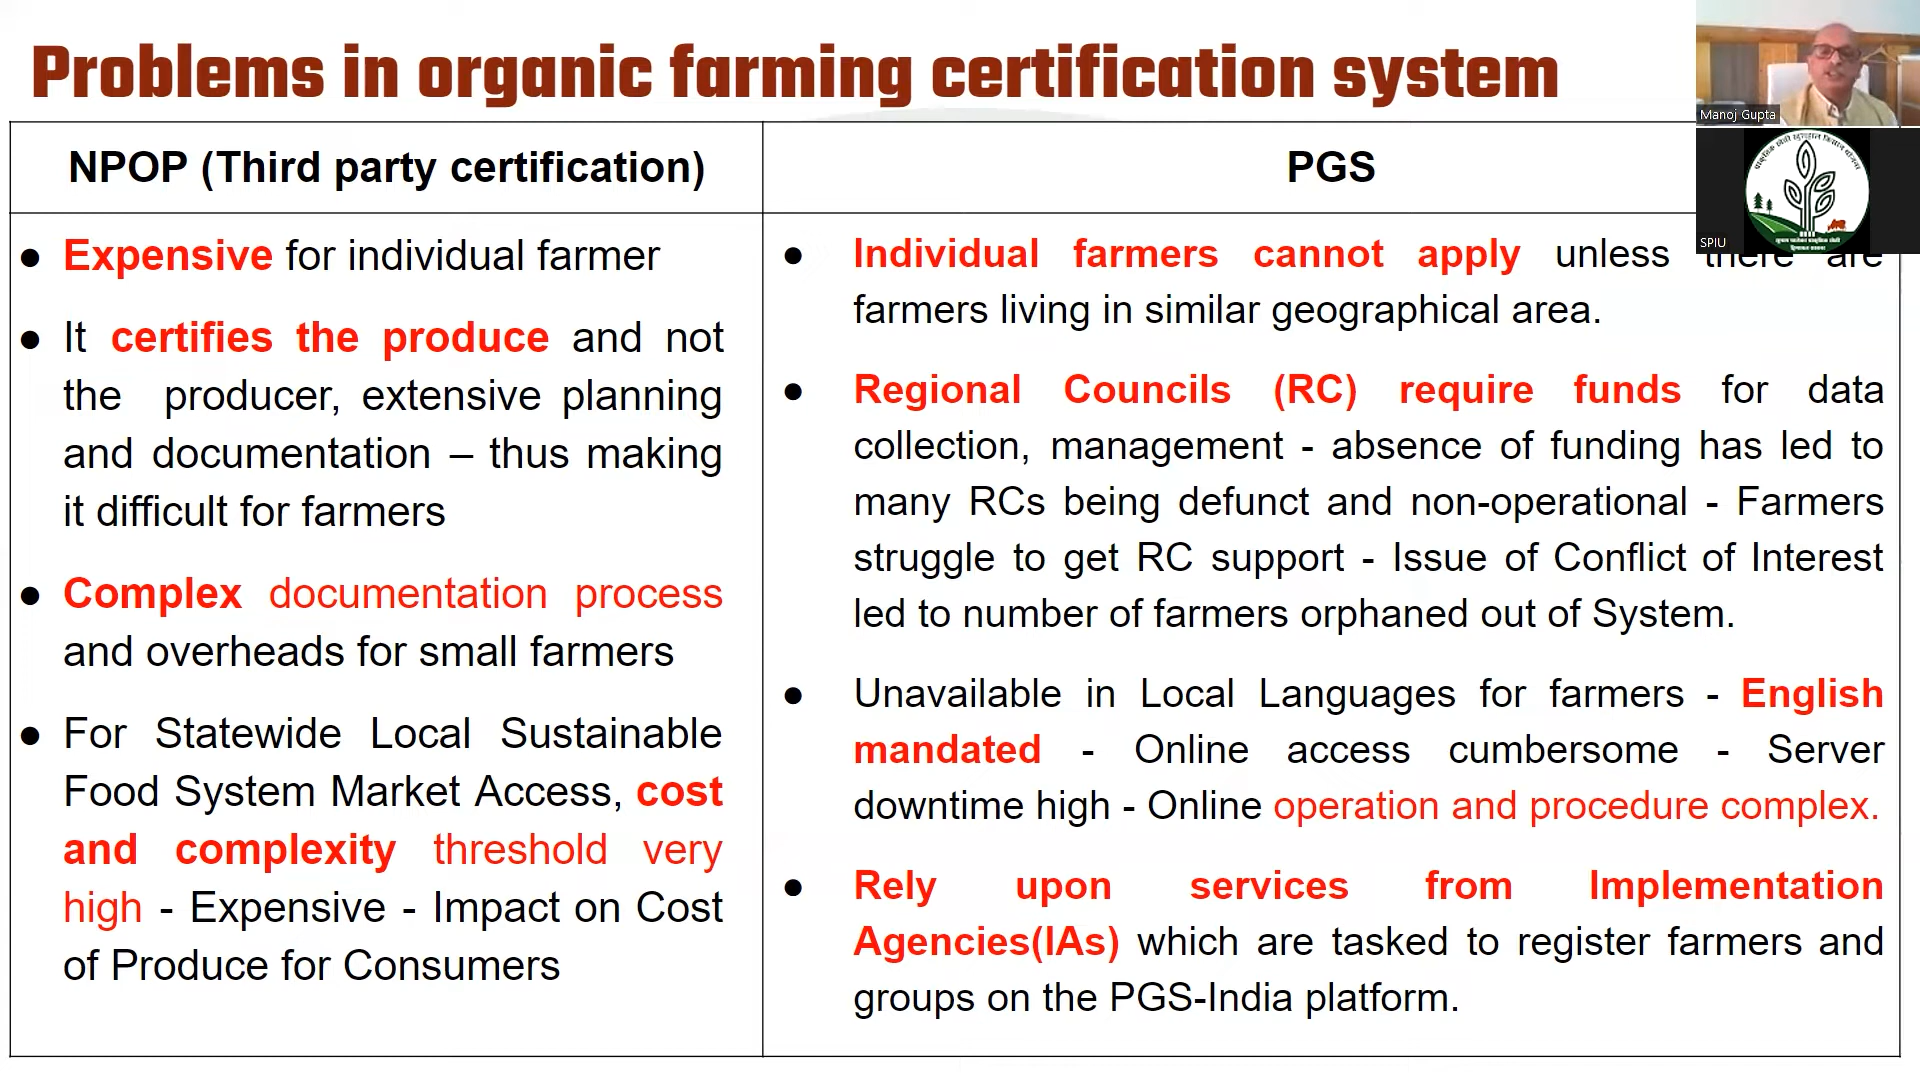 Problems in organic farming certification system
Manoj Gupta
SPIU
NPOP (Third party certification)
● Expensive for individual farmer
● It certifies the produce and not
the producer, extensive planning
and documentation – thus making
it difficult for farmers
● Complex documentation process
and overheads for small farmers
● For Statewide Local Sustainable
Food System Market Access, cost
and complexity threshold very
high - Expensive - Impact on Cost
of Produce for Consumers
PGS
● Individual farmers cannot apply unless there are
farmers living in similar geographical area.
● Regional Councils (RC) require funds for data
collection, management - absence of funding has led to
many RCs being defunct and non-operational - Farmers
struggle to get RC support - Issue of Conflict of Interest
led to number of farmers orphaned out of System.
● Unavailable in Local Languages for farmers - English
mandated - Online access cumbersome - Server
downtime high - Online operation and procedure complex.
● Rely upon services from Implementation
Agencies(IAs) which are tasked to register farmers and
groups on the PGS-India platform.